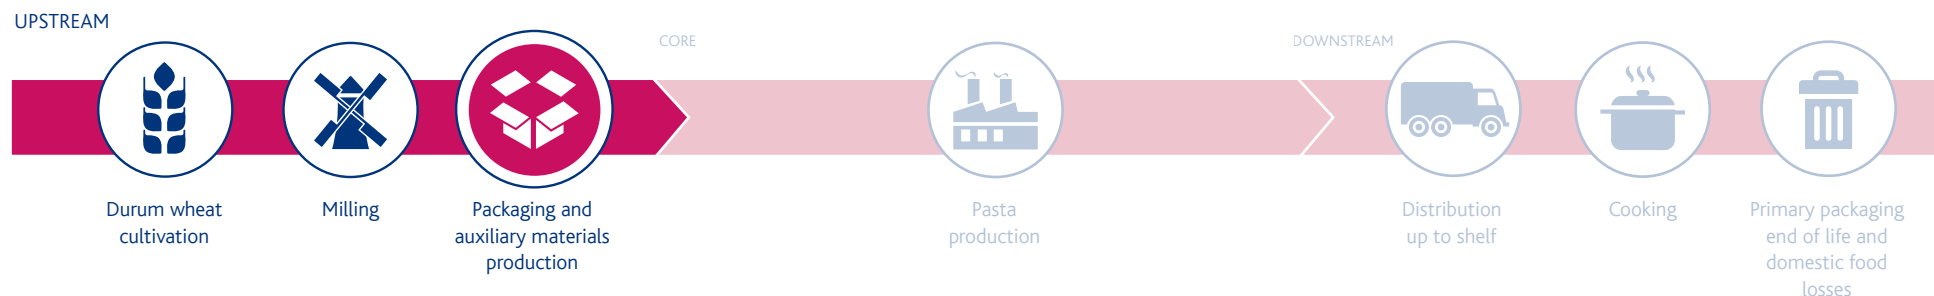 UPSTREAM
CORE
DOWNSTREAM
Durum wheat
cultivation
Milling
Packaging and
auxiliary materials
production
Pasta
production
Distribution
up to shelf
Cooking
Primary packaging
end of life and
domestic food
losses